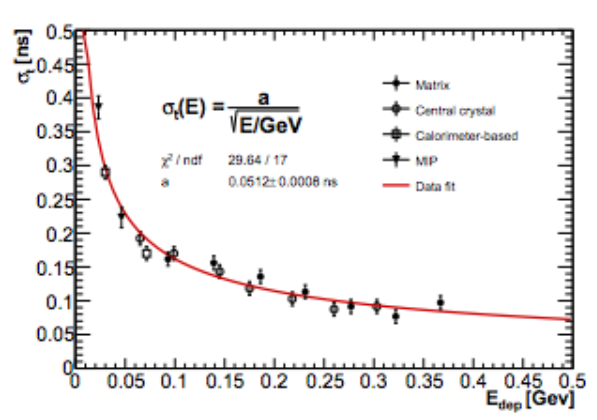 σt [ns]
0.5
0.45
0.4
0.35
0.3
0.25
0.2
0.15
0.1
0.05
0
σt(E) = a / √E/GeV
χ² / ndf 29.64 / 17
a 0.0512± 0.0008 ns
Matrix
Central crystal
Calorimeter-based
MIP
Data fit
0 0.05 0.1 0.15 0.2 0.25 0.3 0.35 0.4 0.45 0.5
Edep [Gev]